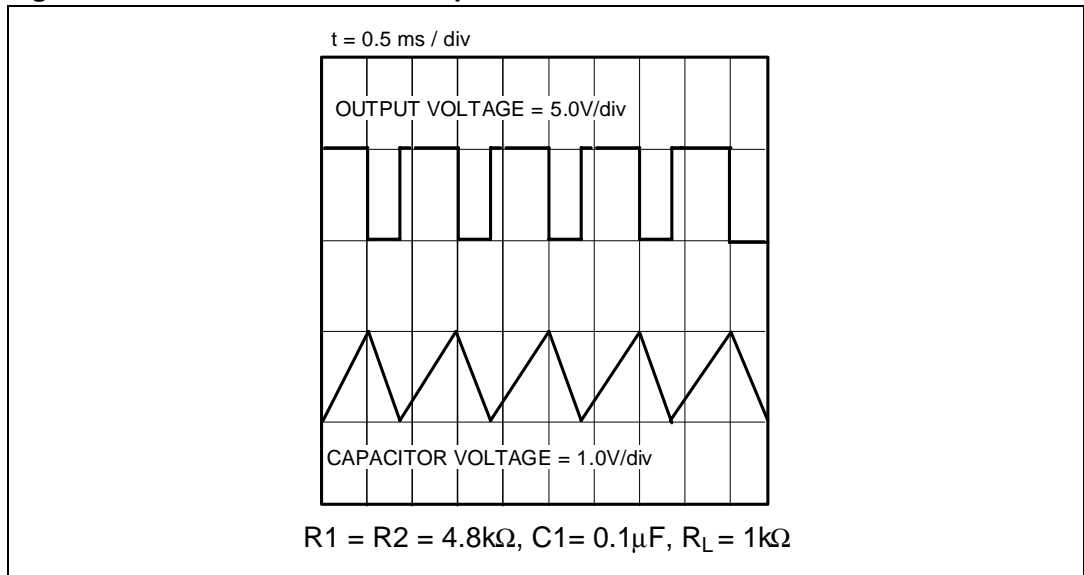 t = 0.5 ms / div
OUTPUT VOLTAGE = 5.0V/div
CAPACITOR VOLTAGE = 1.0V/div
R1 = R2 = 4.8kΩ, C1= 0.1μF, RL = 1kΩ